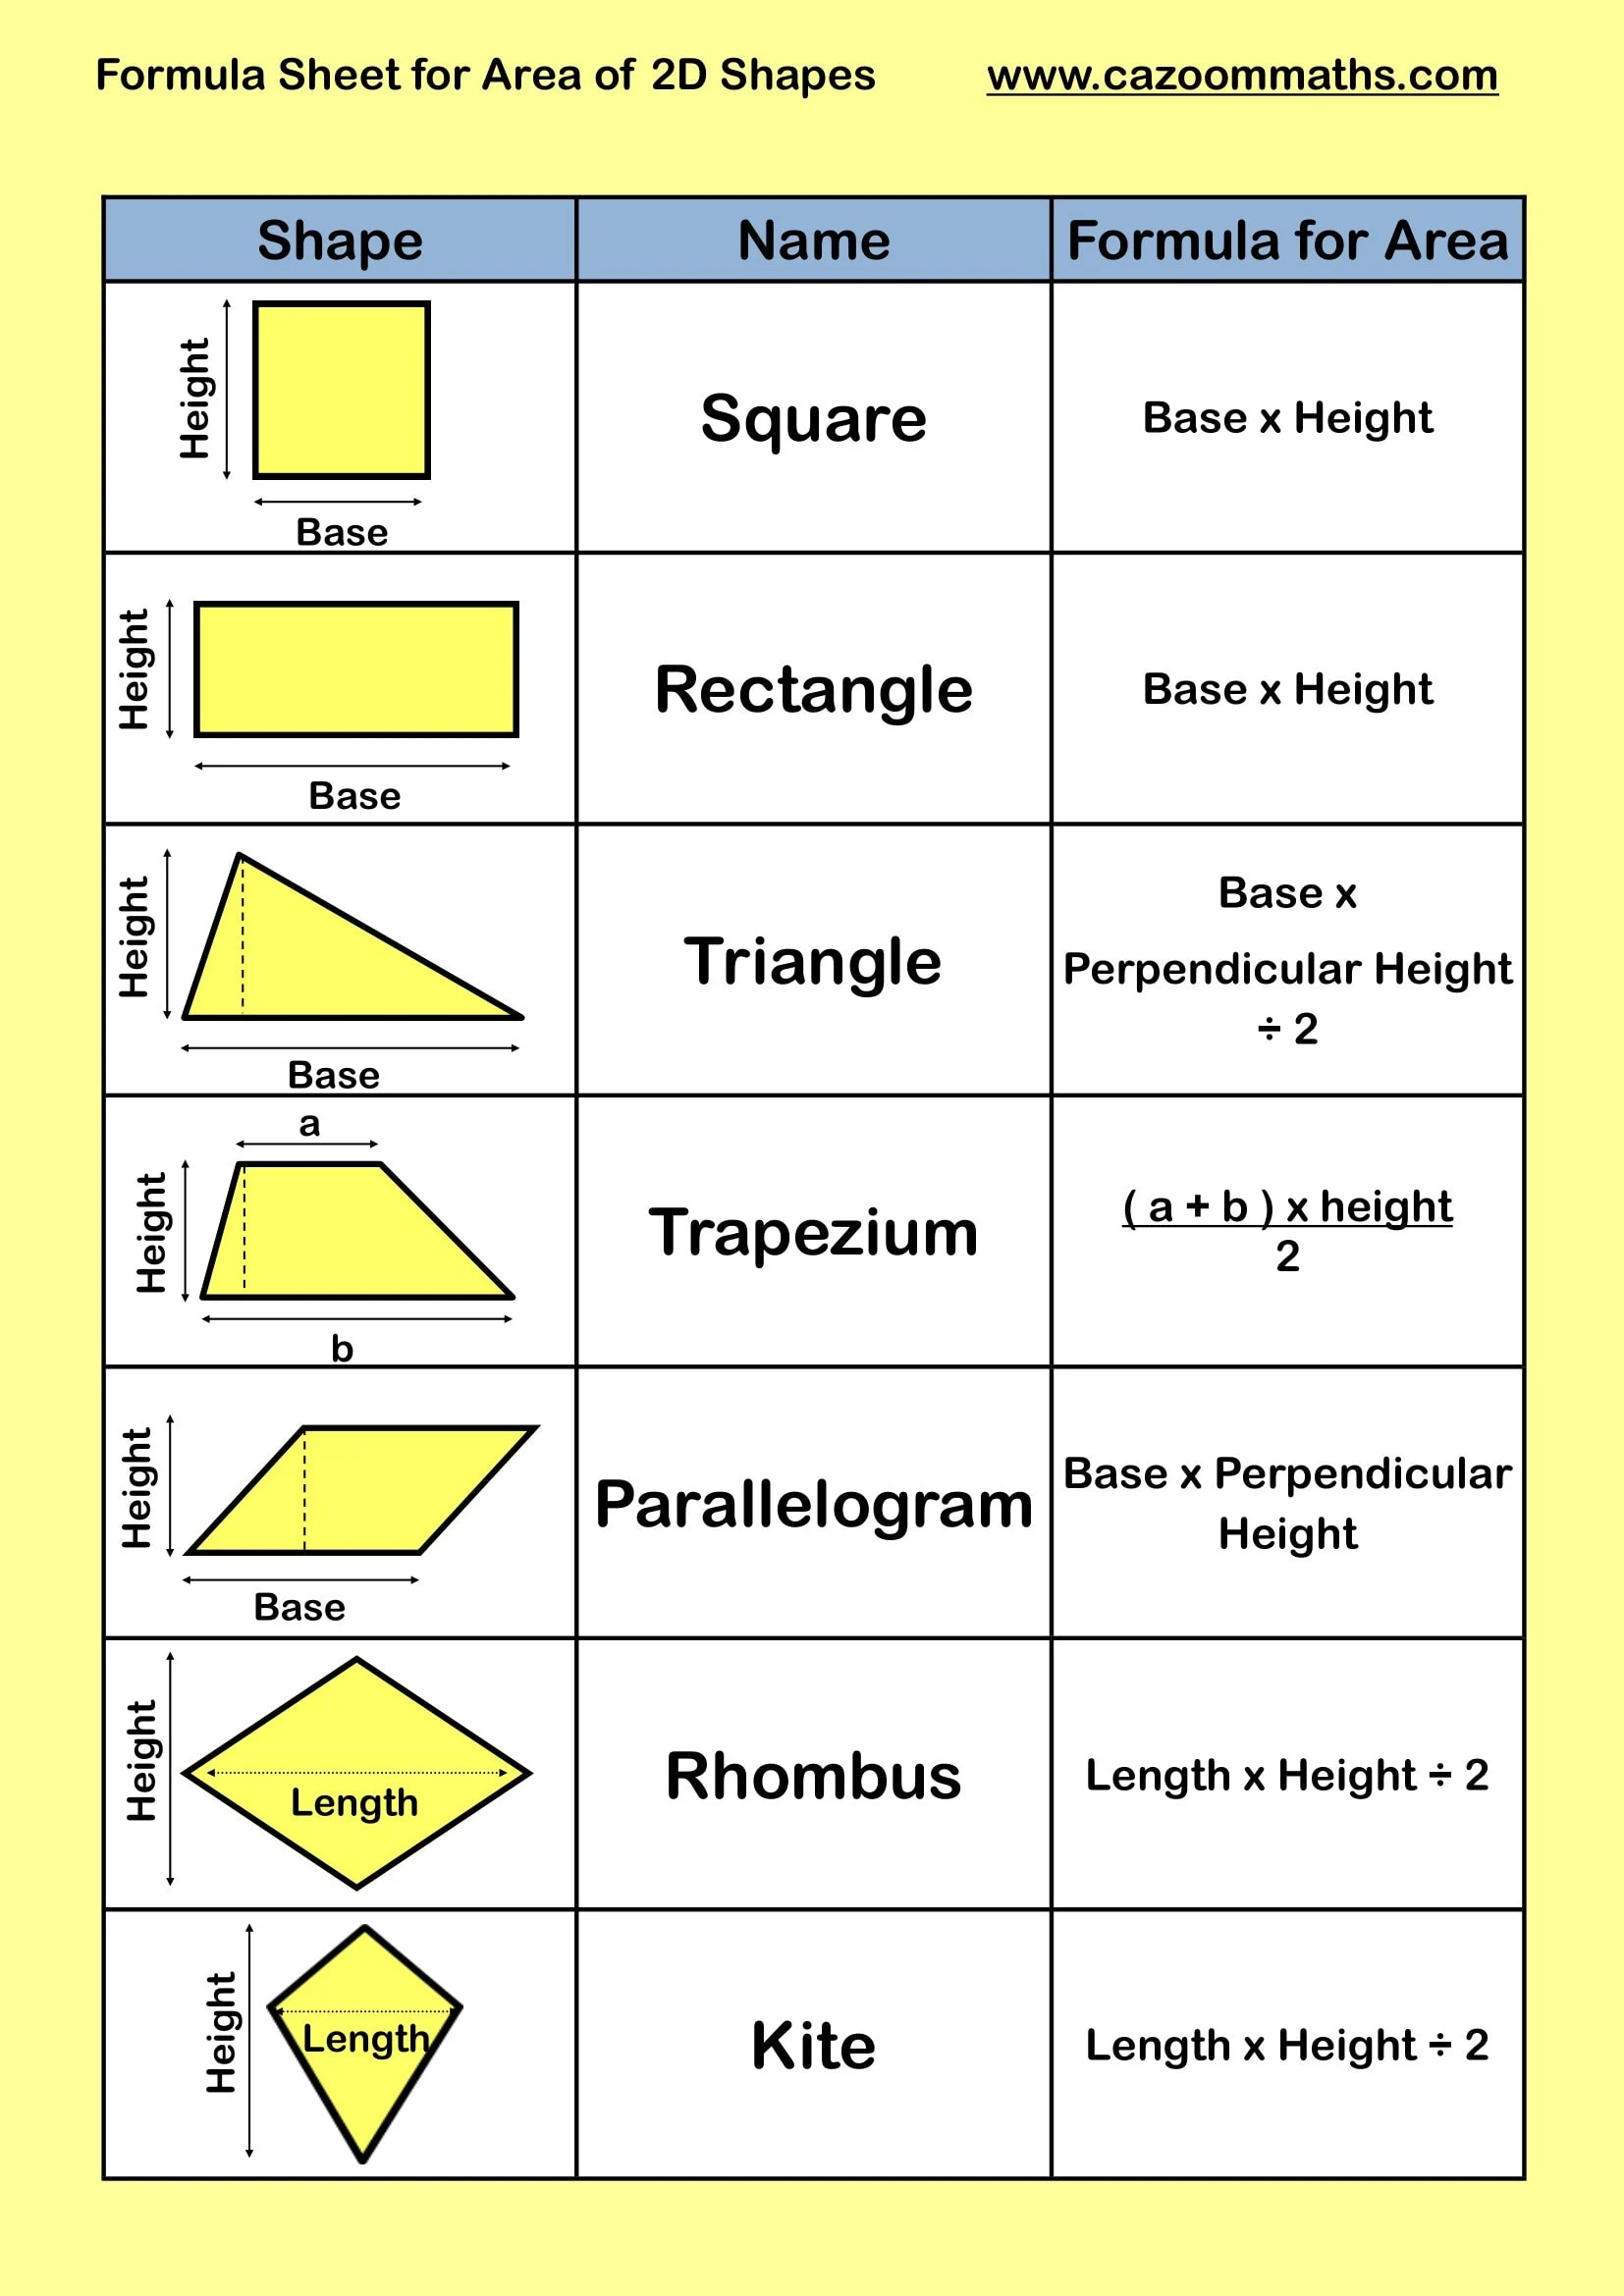 Formula Sheet for Area of 2D Shapes www.cazoommaths.com
Shape Name Formula for Area
Height
Base
Square
Base x Height
Height
Base
Rectangle
Base x Height
Height
Base
Triangle
Base x
Perpendicular Height
÷ 2
a
Height
b
Trapezium
( a + b ) x height
2
Height
Base
Parallelogram
Base x Perpendicular
Height
Height
Length
Rhombus
Length x Height ÷ 2
Height
Length
Kite
Length x Height ÷ 2